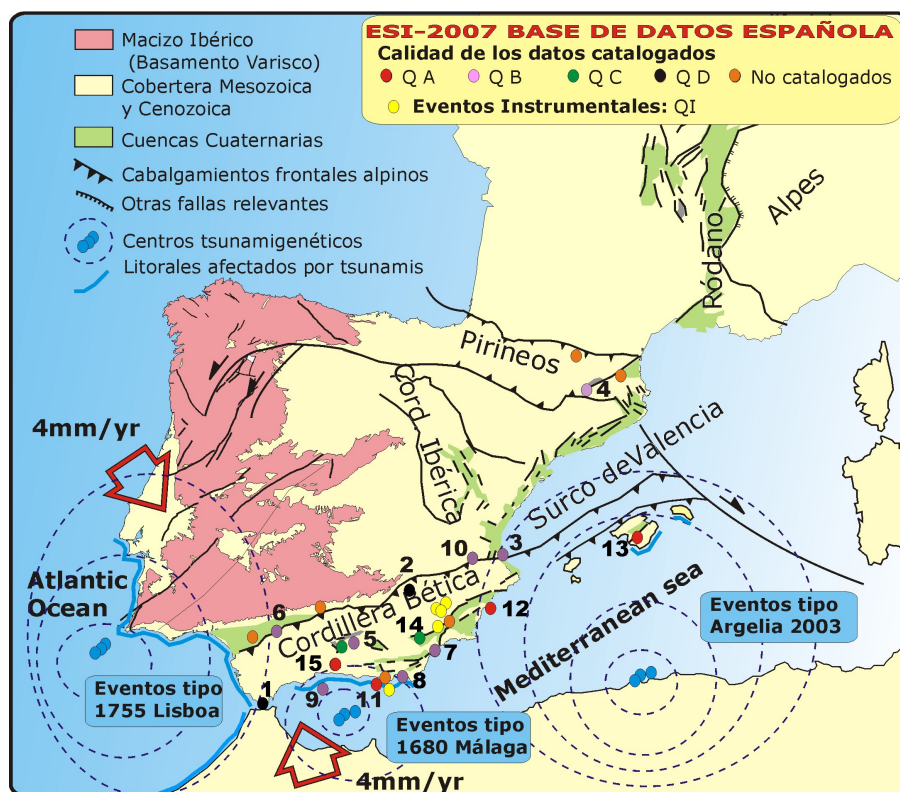 ESI-2007 BASE DE DATOS ESPAÑOLA
Calidad de los datos catalogados
Q A
Q B
Q C
Q D
No catalogados
Eventos Instrumentales: QI
Macizo Ibérico
(Basamento Varisco)
Cobertera Mesozoica
y Cenozoica
Cuencas Cuaternarias
Cabalgamientos frontales alpinos
Otras fallas relevantes
Centros tsunamigenéticos
Litorales afectados por tsunamis
Alpes
Ródano
Pirineos
4
Cord. Ibérica
4mm/yr
Surco deValencia
10
3
13
2
Atlantic
Ocean
Cordillera Bética
12
6
14
5
7
15
Mediterranean sea
Eventos tipo
Argelia 2003
8
1
9
11
Eventos tipo
1755 Lisboa
Eventos tipo
1680 Málaga
4mm/yr